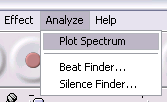 Effect Analyze Help
Plot Spectrum
Beat Finder...
Silence Finder...